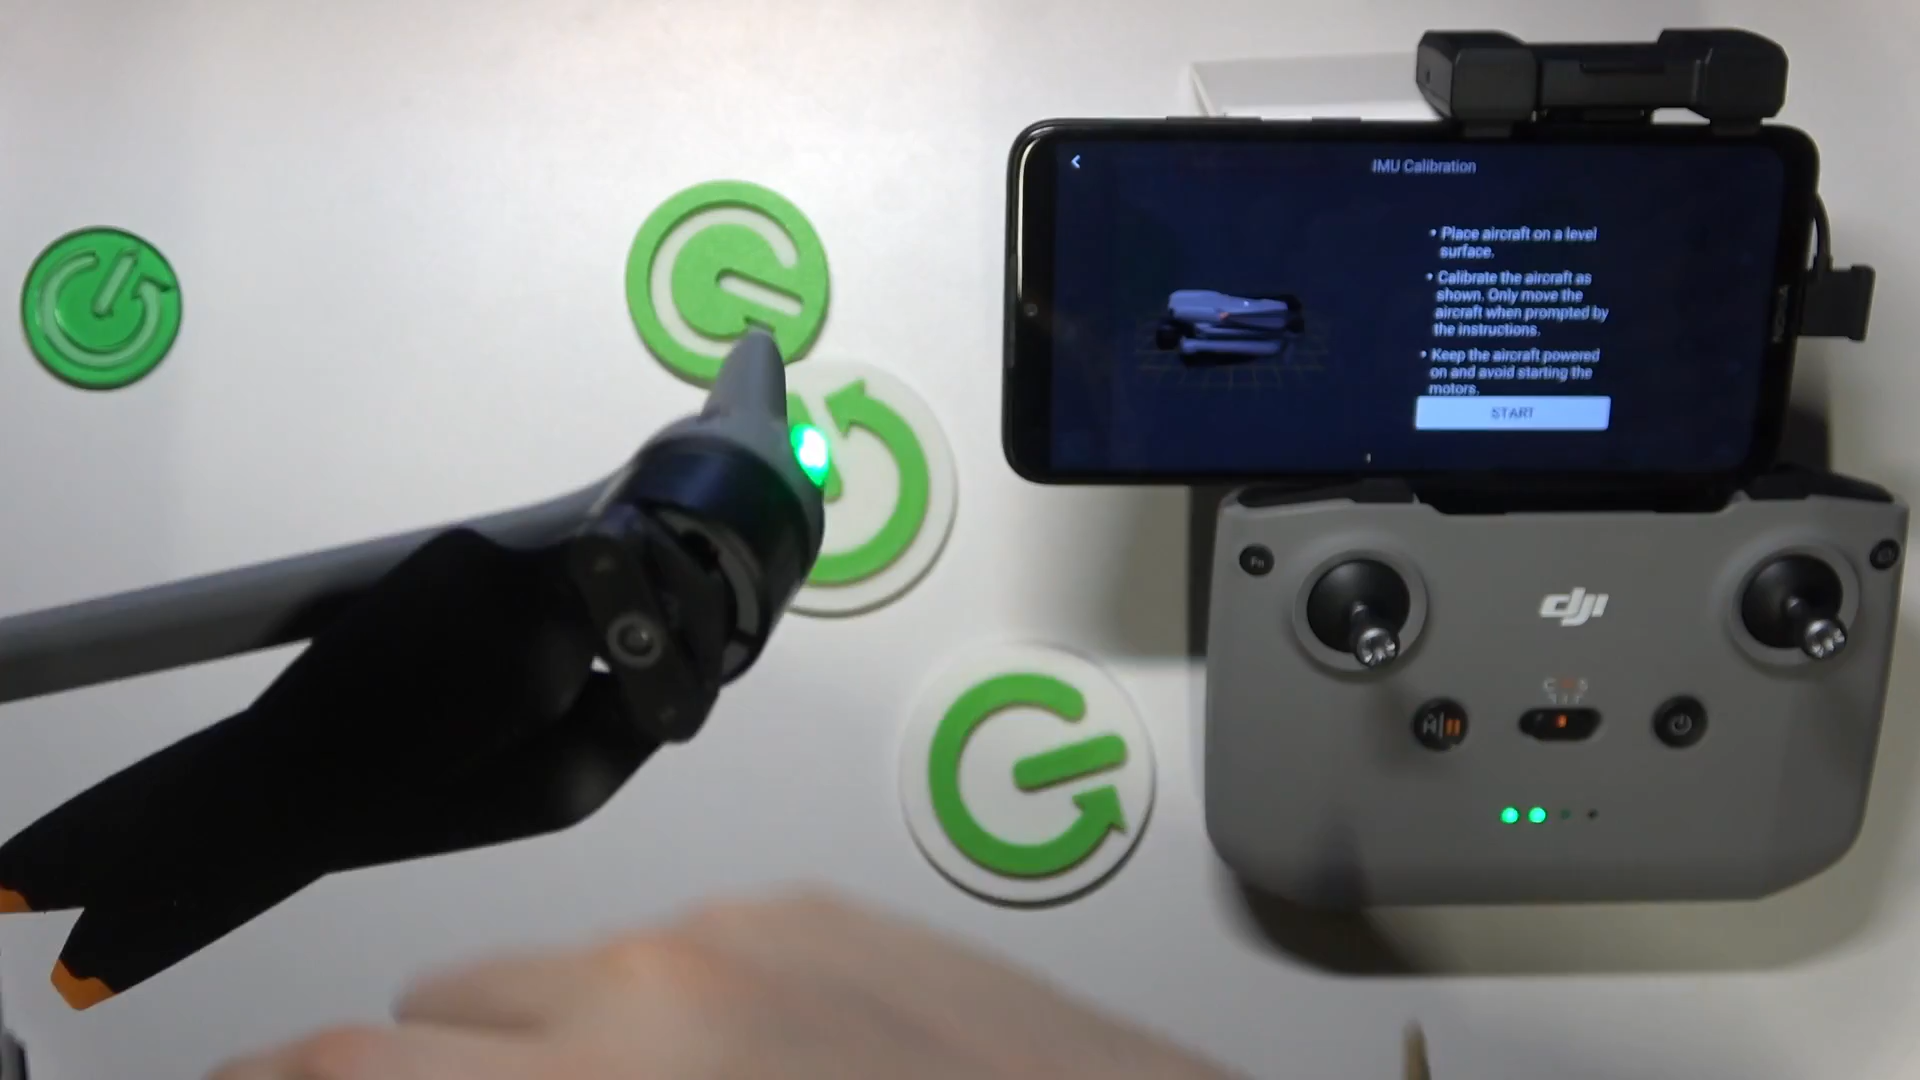 IMU Calibration
• Place aircraft on a level
surface.
• Calibrate the aircraft as
shown. Only move the
aircraft when prompted by
the instructions.
• Keep the aircraft powered
on and avoid starting the
motors.
START
Fn
dji
C N S